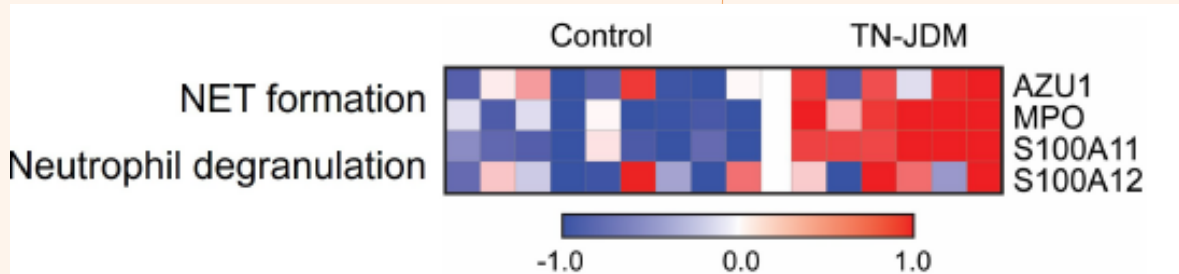 Control TN-JDM
NET formation
Neutrophil degranulation
AZU1
MPO
S100A11
S100A12
-1.0 0.0 1.0